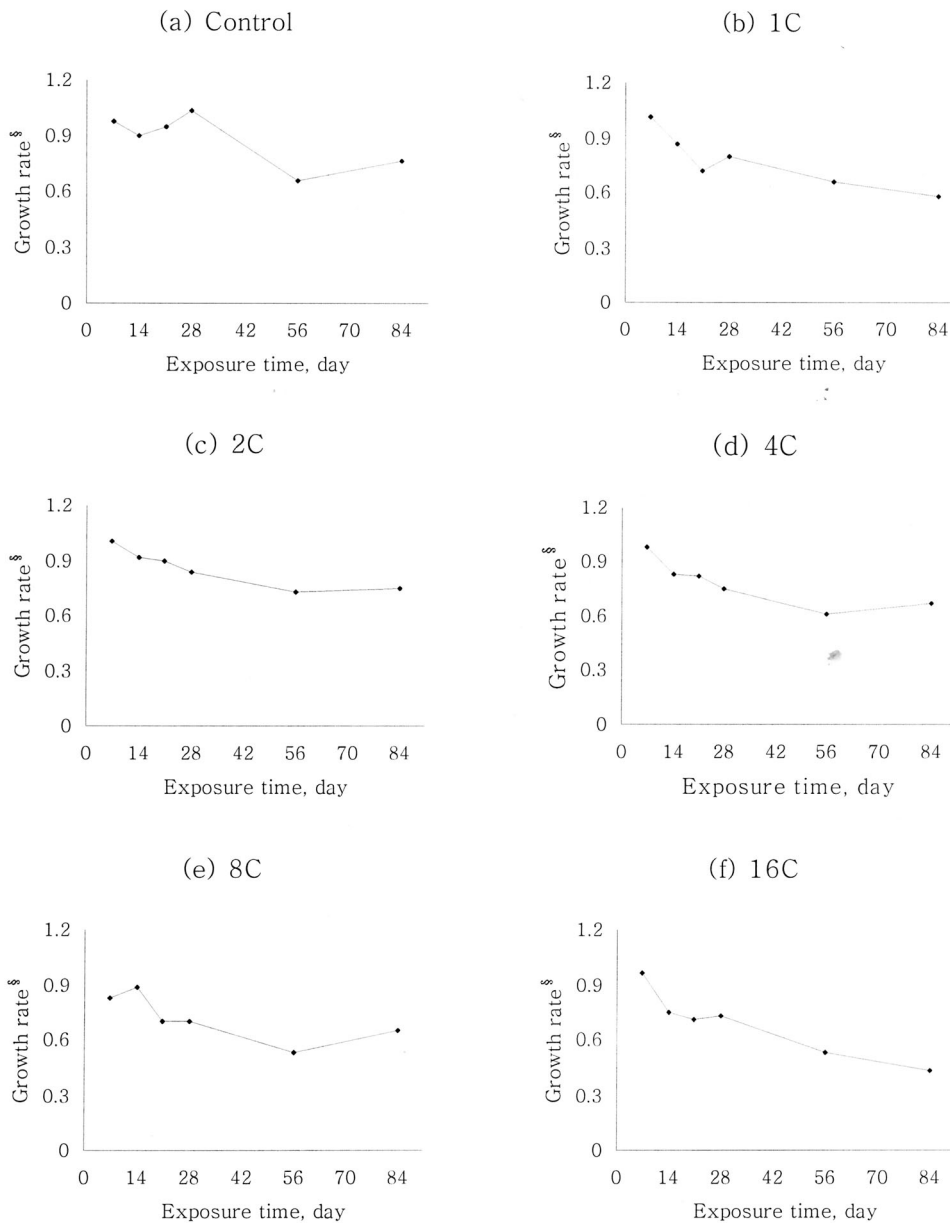 (a) Control
Growth rate§
1.2
0.9
0.6
0.3
0
0 14 28 42 56 70 84
Exposure time, day
(b) 1C
Growth rate§
1.2
0.9
0.6
0.3
0
0 14 28 42 56 70 84
Exposure time, day
(c) 2C
Growth rate§
1.2
0.9
0.6
0.3
0
0 14 28 42 56 70 84
Exposure time, day
(d) 4C
Growth rate§
1.2
0.9
0.6
0.3
0
0 14 28 42 56 70 84
Exposure time, day
(e) 8C
Growth rate§
1.2
0.9
0.6
0.3
0
0 14 28 42 56 70 84
Exposure time, day
(f) 16C
Growth rate§
1.2
0.9
0.6
0.3
0
0 14 28 42 56 70 84
Exposure time, day